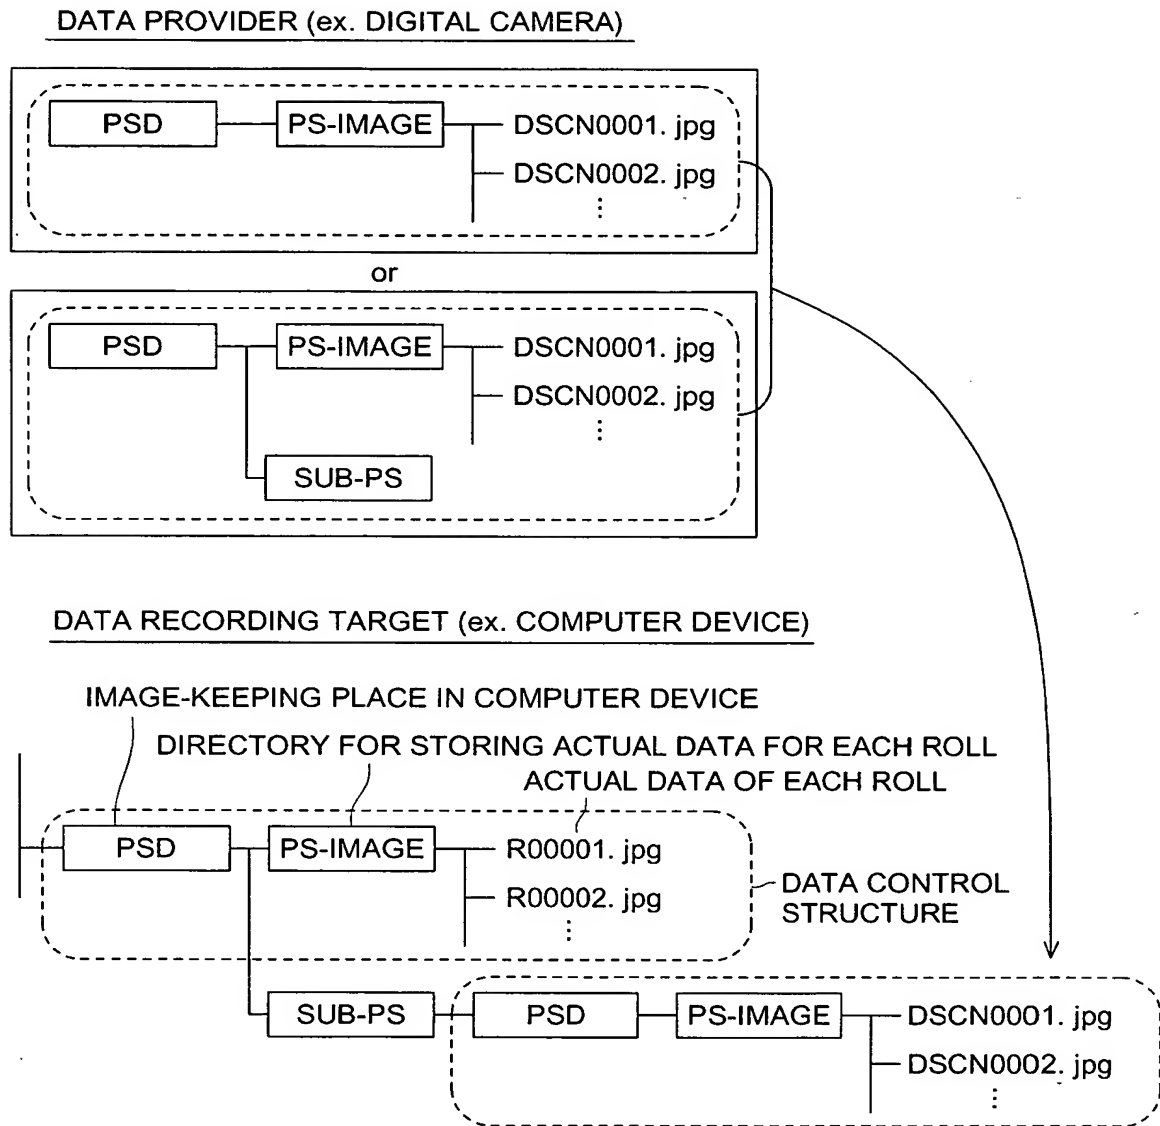 DATA PROVIDER (ex. DIGITAL CAMERA)
PSD PS-IMAGE DSCN0001. jpg
DSCN0002. jpg
⋮
or
PSD PS-IMAGE DSCN0001. jpg
DSCN0002. jpg
⋮
SUB-PS
DATA RECORDING TARGET (ex. COMPUTER DEVICE)
IMAGE-KEEPING PLACE IN COMPUTER DEVICE
DIRECTORY FOR STORING ACTUAL DATA FOR EACH ROLL
ACTUAL DATA OF EACH ROLL
PSD PS-IMAGE R00001. jpg
R00002. jpg
⋮
DATA CONTROL
STRUCTURE
SUB-PS PSD PS-IMAGE DSCN0001. jpg
DSCN0002. jpg
⋮